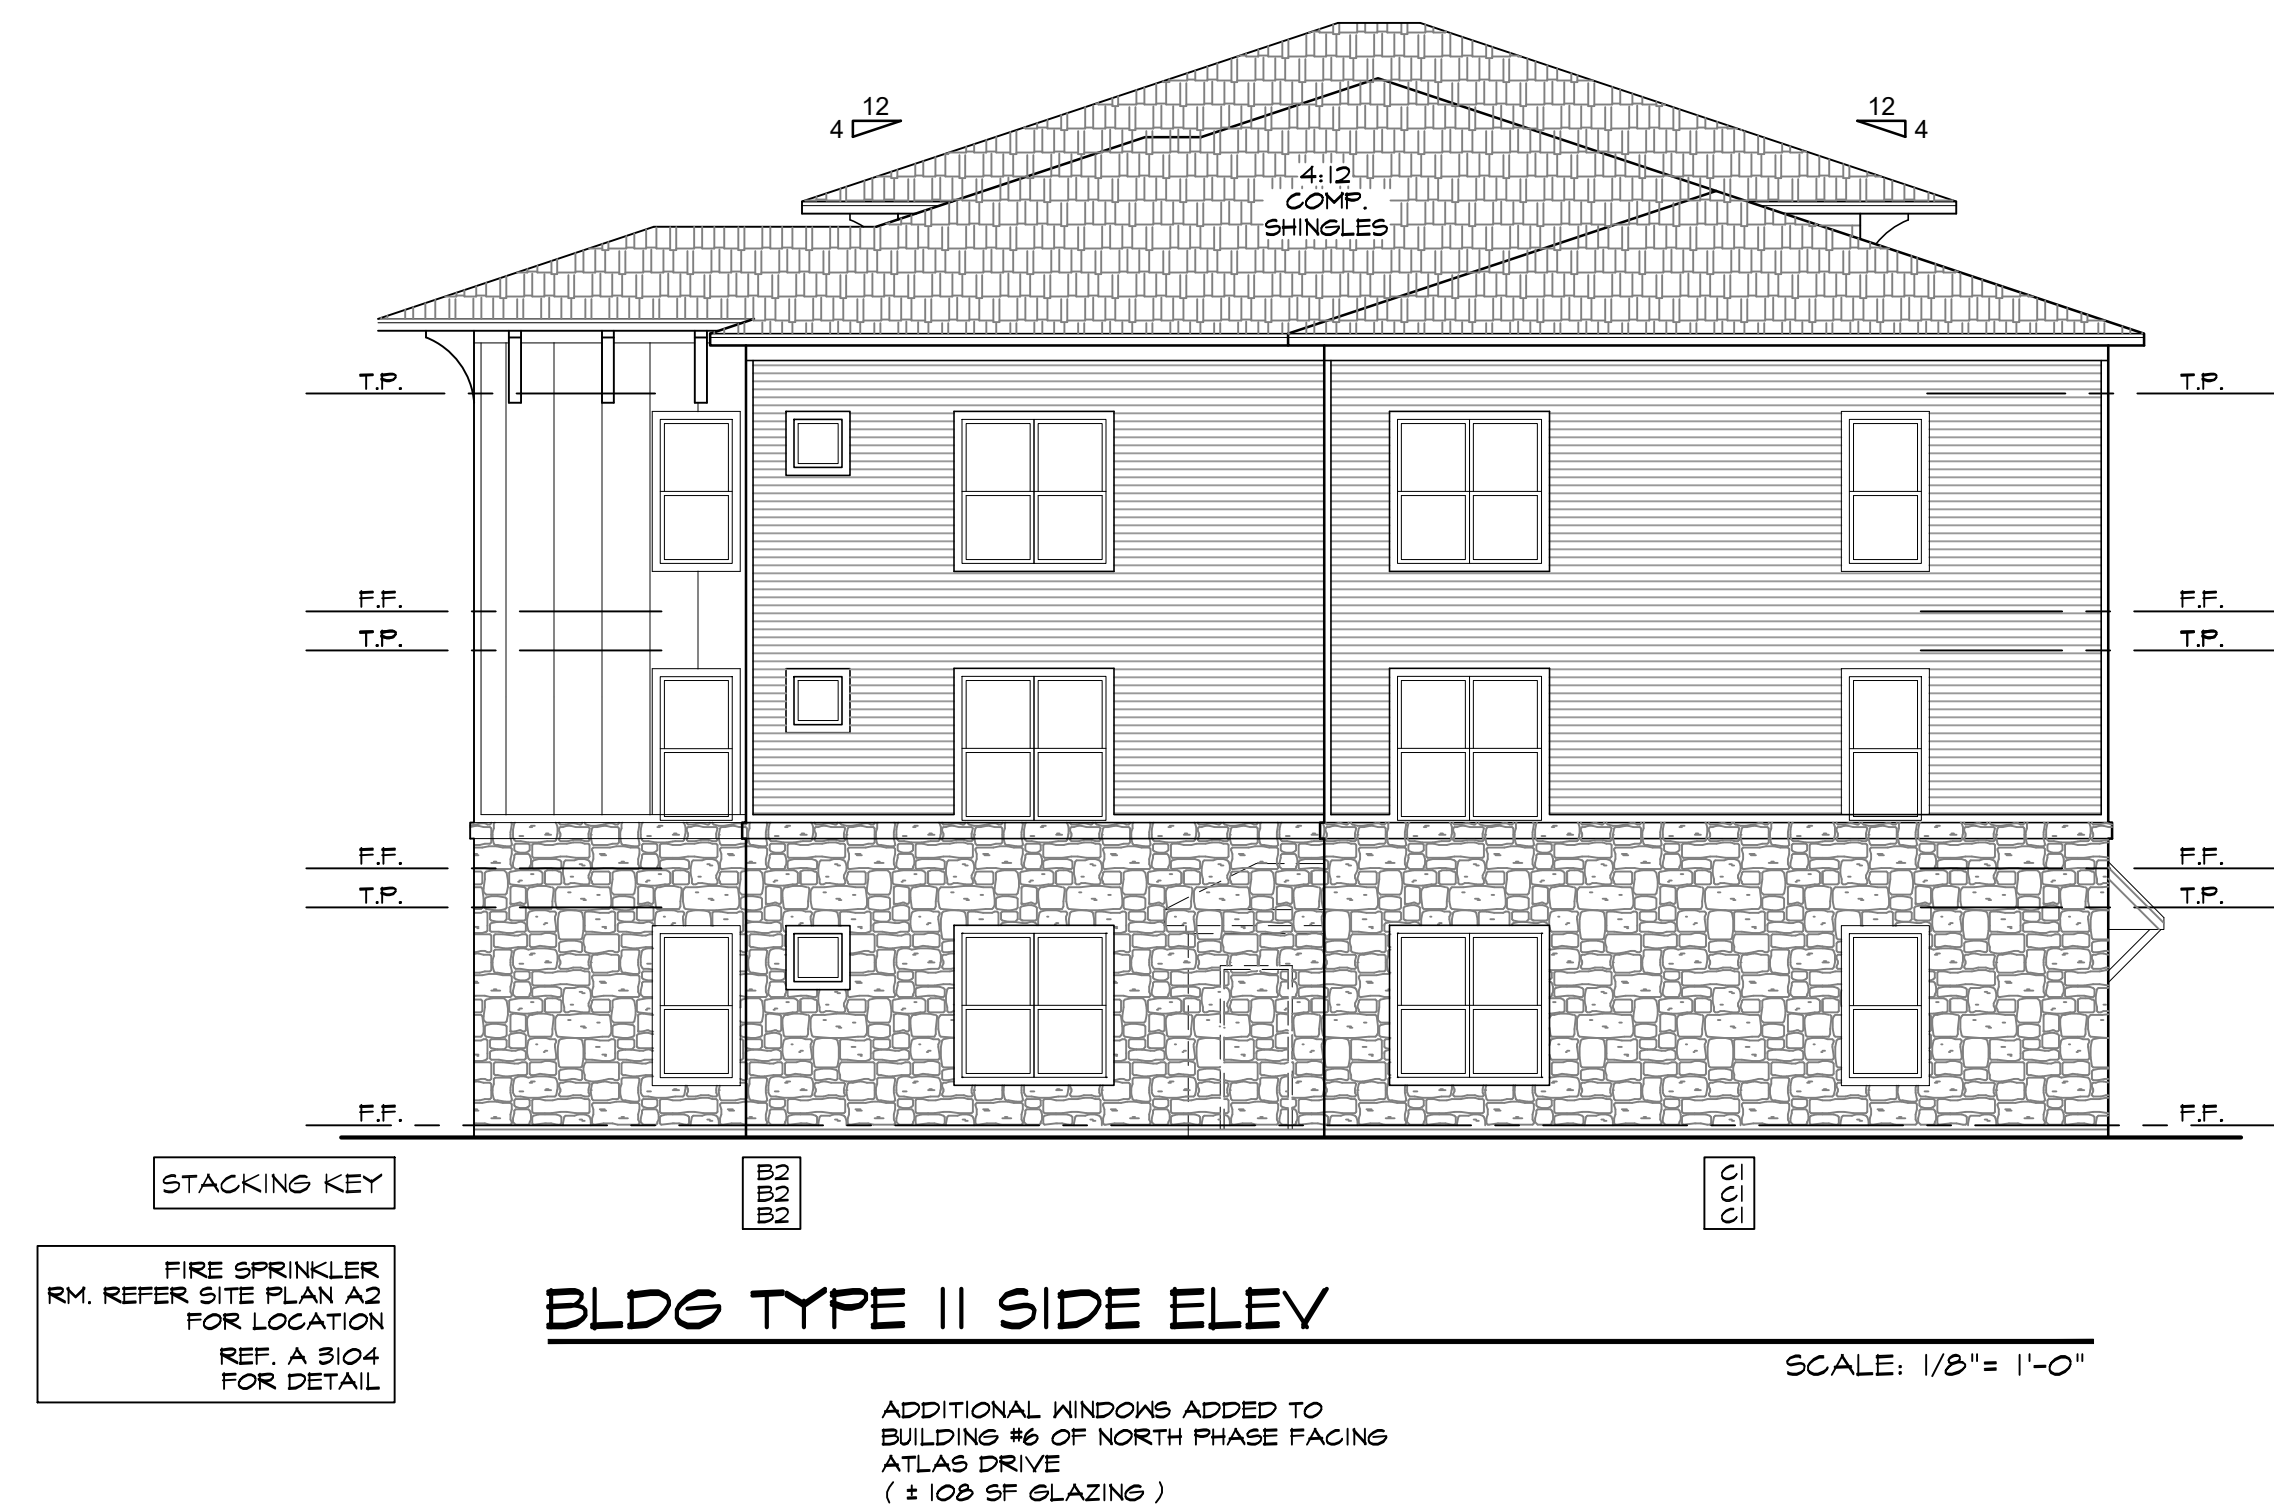 12
4
12
4
4:12
COMP.
SHINGLES
T.P.
T.P.
F.F.
F.F.
T.P.
T.P.
F.F.
F.F.
T.P.
T.P.
F.F.
F.F.
STACKING KEY
B2
B2
B2
C1
C1
C1
FIRE SPRINKLER
RM. REFER SITE PLAN A2
FOR LOCATION
REF. A 3104
FOR DETAIL
BLDG TYPE II SIDE ELEV
SCALE: 1/8"= 1'-0"
ADDITIONAL WINDOWS ADDED TO
BUILDING #6 OF NORTH PHASE FACING
ATLAS DRIVE
( ± 108 SF GLAZING )